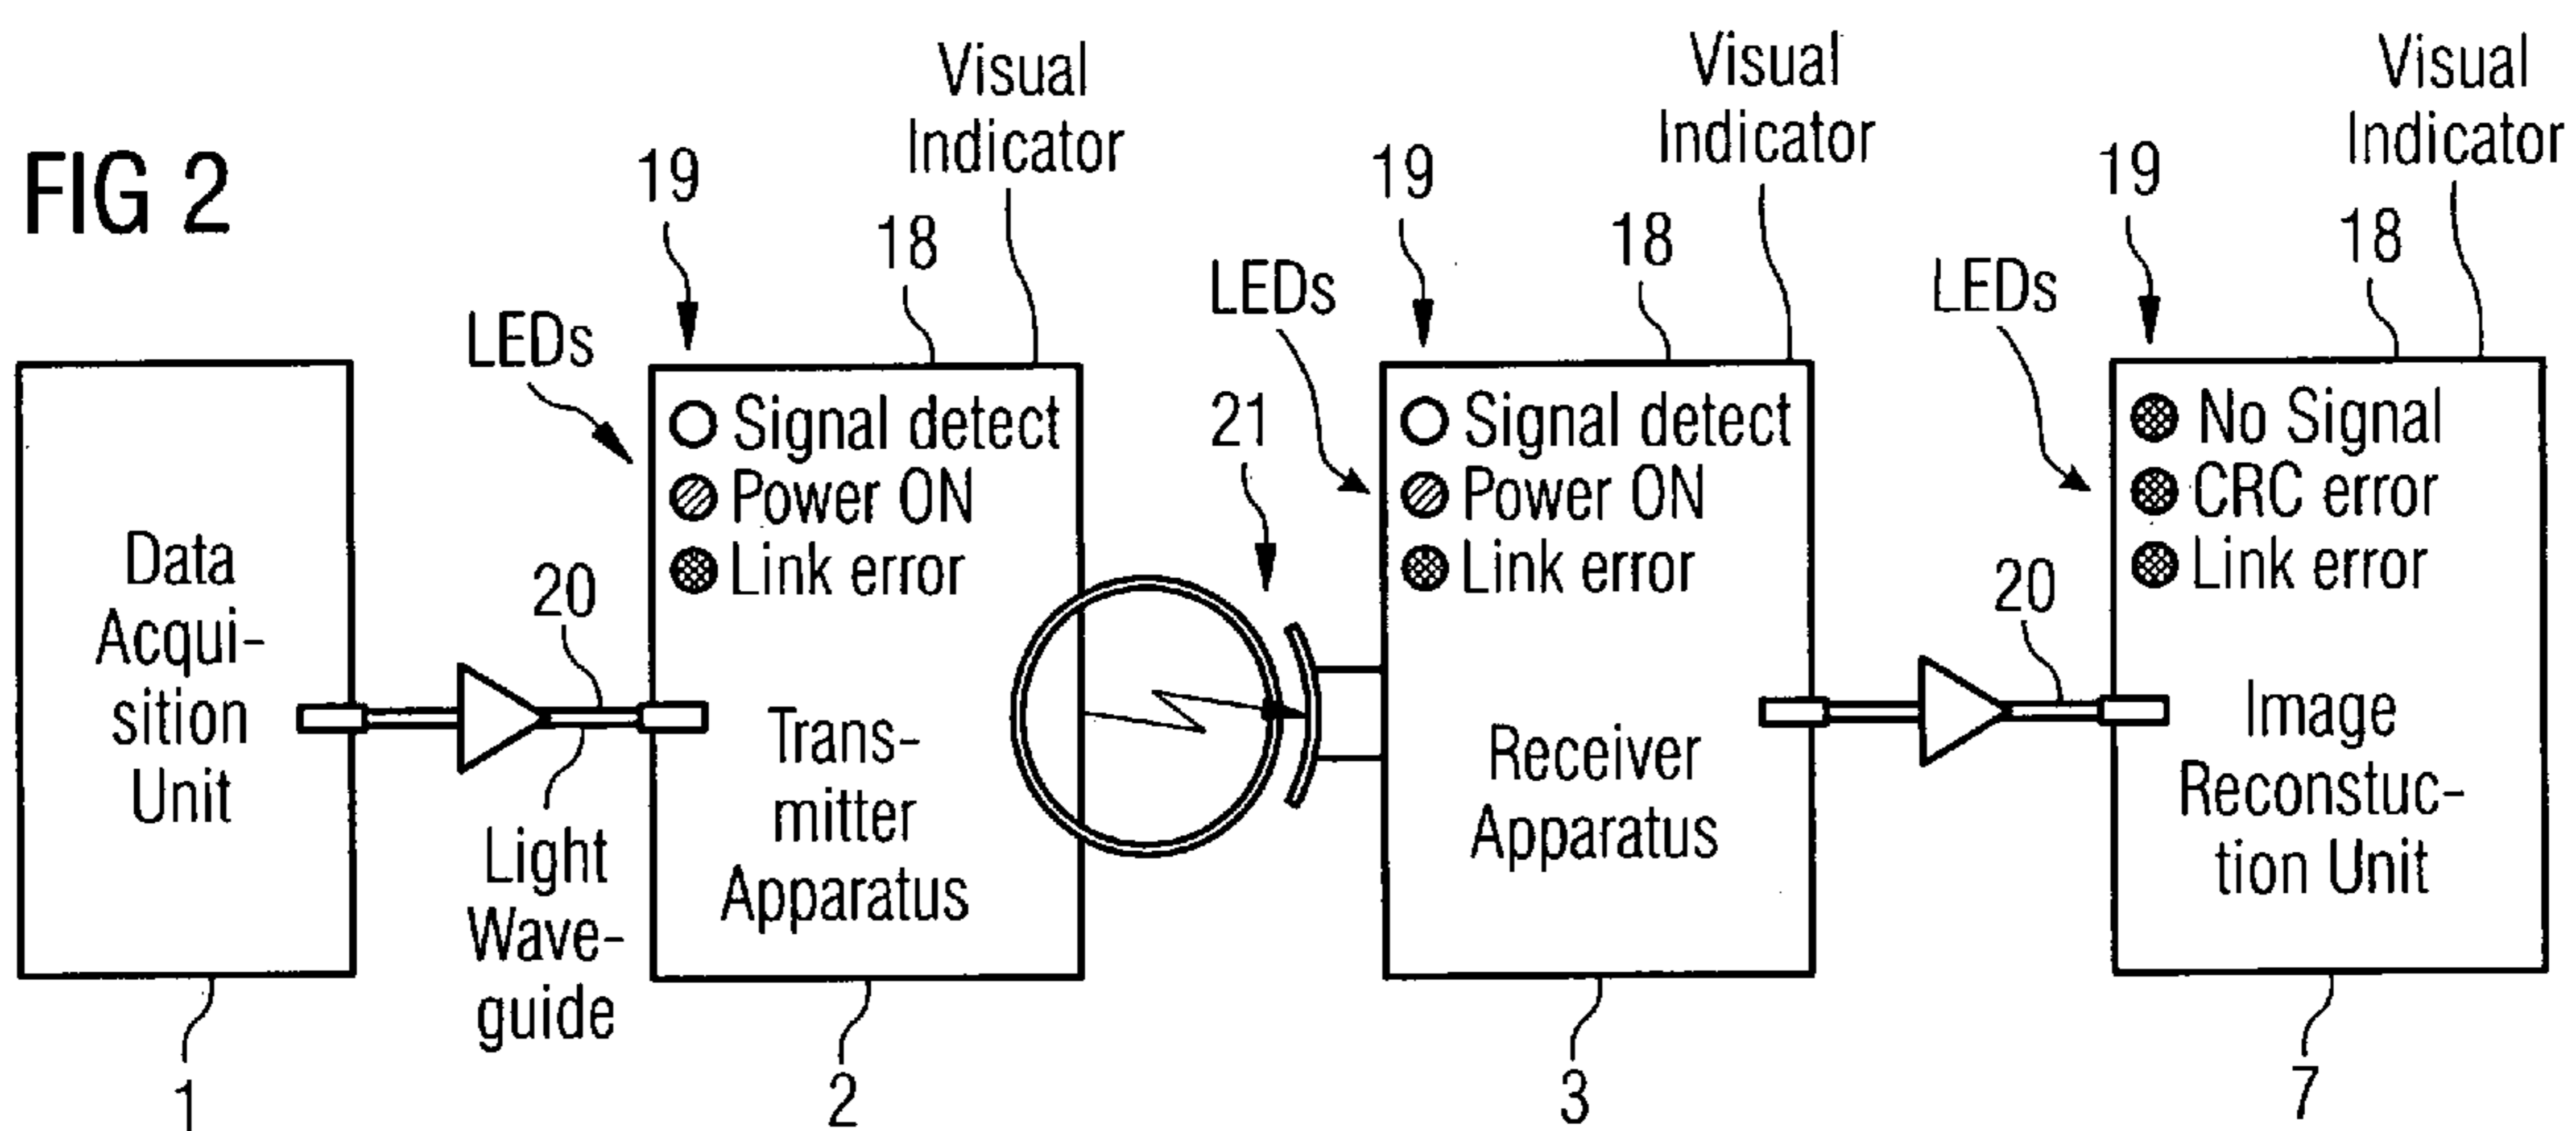 FIG 2
Data
Acqui-
sition
Unit
1
LEDs
19
18
Visual
Indicator
Signal detect
Power ON
Link error
20
Light
Wave-
guide
Trans-
mitter
Apparatus
2
21
LEDs
19
18
Visual
Indicator
Signal detect
Power ON
Link error
Receiver
Apparatus
3
20
LEDs
19
18
Visual
Indicator
No Signal
CRC error
Link error
Image
Reconstuc-
tion Unit
7